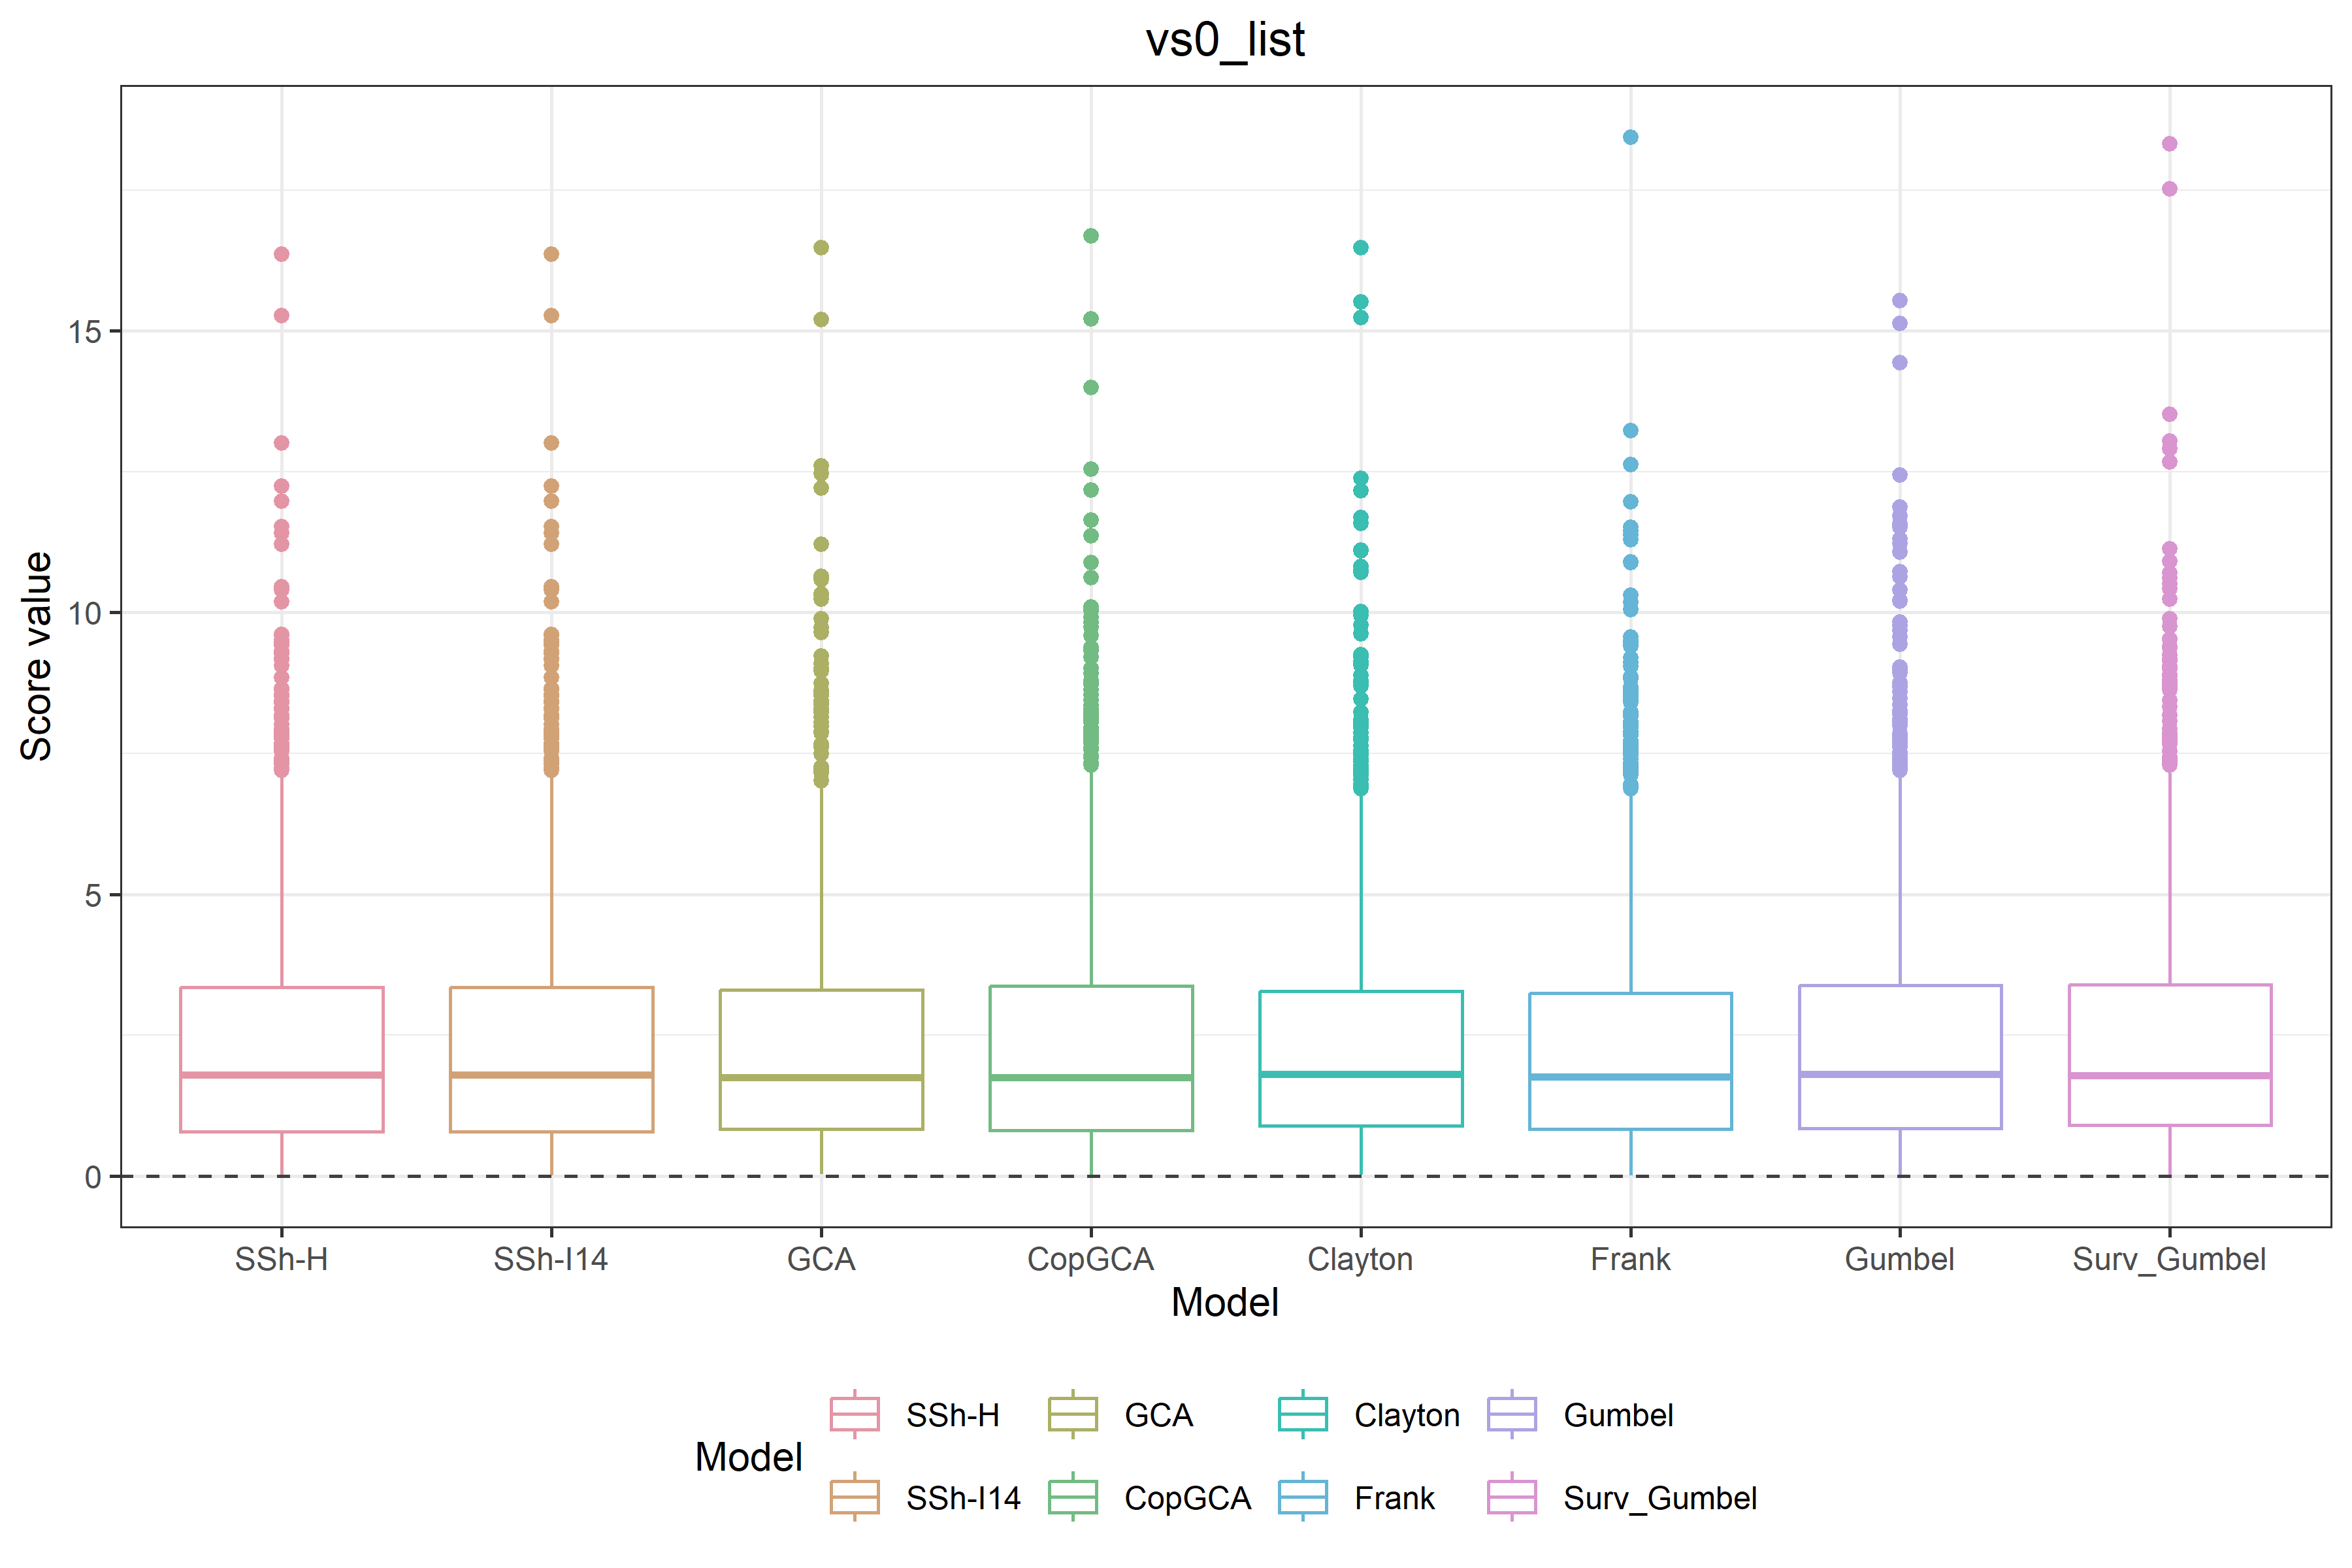 vs0_list
Score value
15
10
5
0
SSh-H SSh-I14 GCA CopGCA Clayton Frank Gumbel Surv_Gumbel
Model
Model
SSh-H GCA Clayton Gumbel
SSh-I14 CopGCA Frank Surv_Gumbel